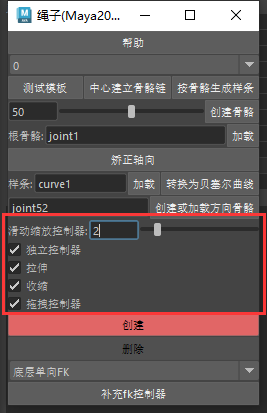 绳子(Maya20...
帮助
0
测试模板 中心建立骨骼链 按骨骼生成样条
50 创建骨骼
根骨骼: joint1 加载
矫正轴向
样条: curve1 加载 转换为贝塞尔曲线
joint52 创建或加载方向骨骼
滑动缩放控制器: 2
独立控制器
拉伸
收缩
拖拽控制器
创建
删除
底层单向FK
补充fk控制器